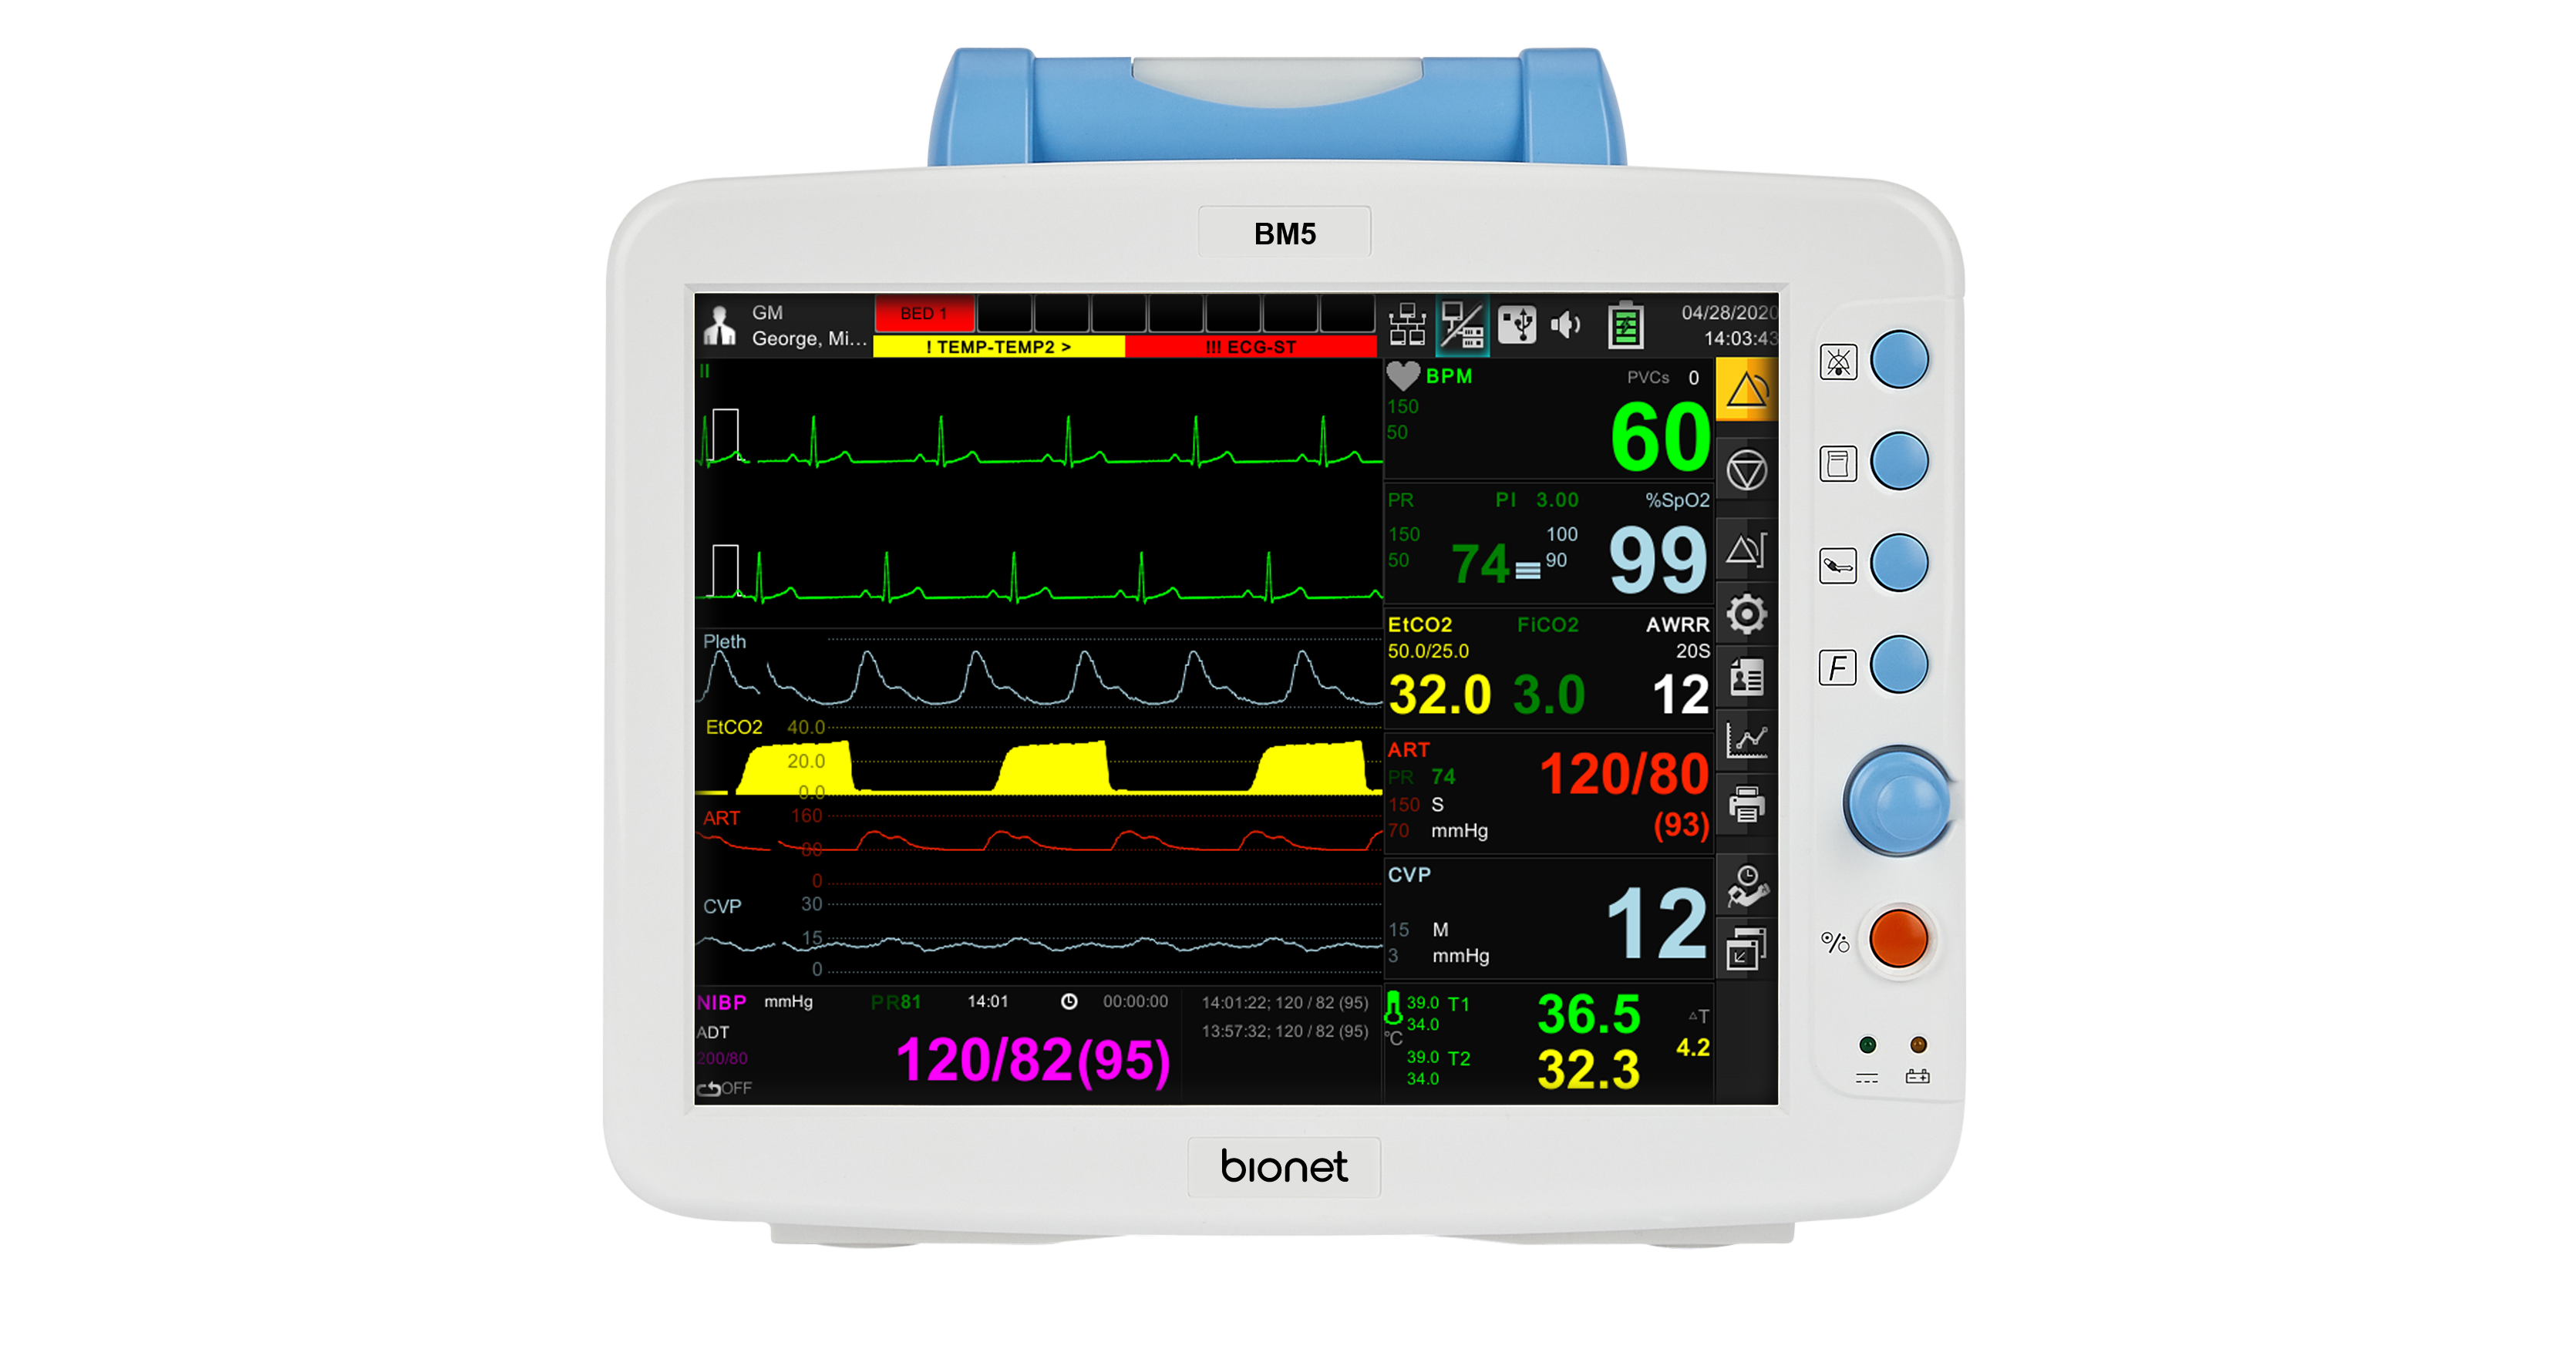 BM5
GM
George, Mi...
BED 1
! TEMP-TEMP2 >
!!! ECG-ST
04/28/2020
14:03:43
II
BPM
PVCs 0
150
50
60
PR
PI 3.00
%SpO2
150
50
74
100
90
99
Pleth
EtCO2
FiCO2
AWRR
50.0/25.0
20S
32.0
3.0
12
EtCO2
40.0
20.0
0.0
ART
120/80
PR 74
150 S
(93)
70 mmHg
ART
160
80
0
CVP
12
15 M
3 mmHg
CVP
30
15
0
NIBP mmHg
PR81
14:01
00:00:00
14:01:22; 120 / 82 (95)
13:57:32; 120 / 82 (95)
ADT
200/80
OFF
120/82(95)
39.0 T1
34.0
°C
36.5
△T
4.2
39.0 T2
34.0
32.3
F
bionet